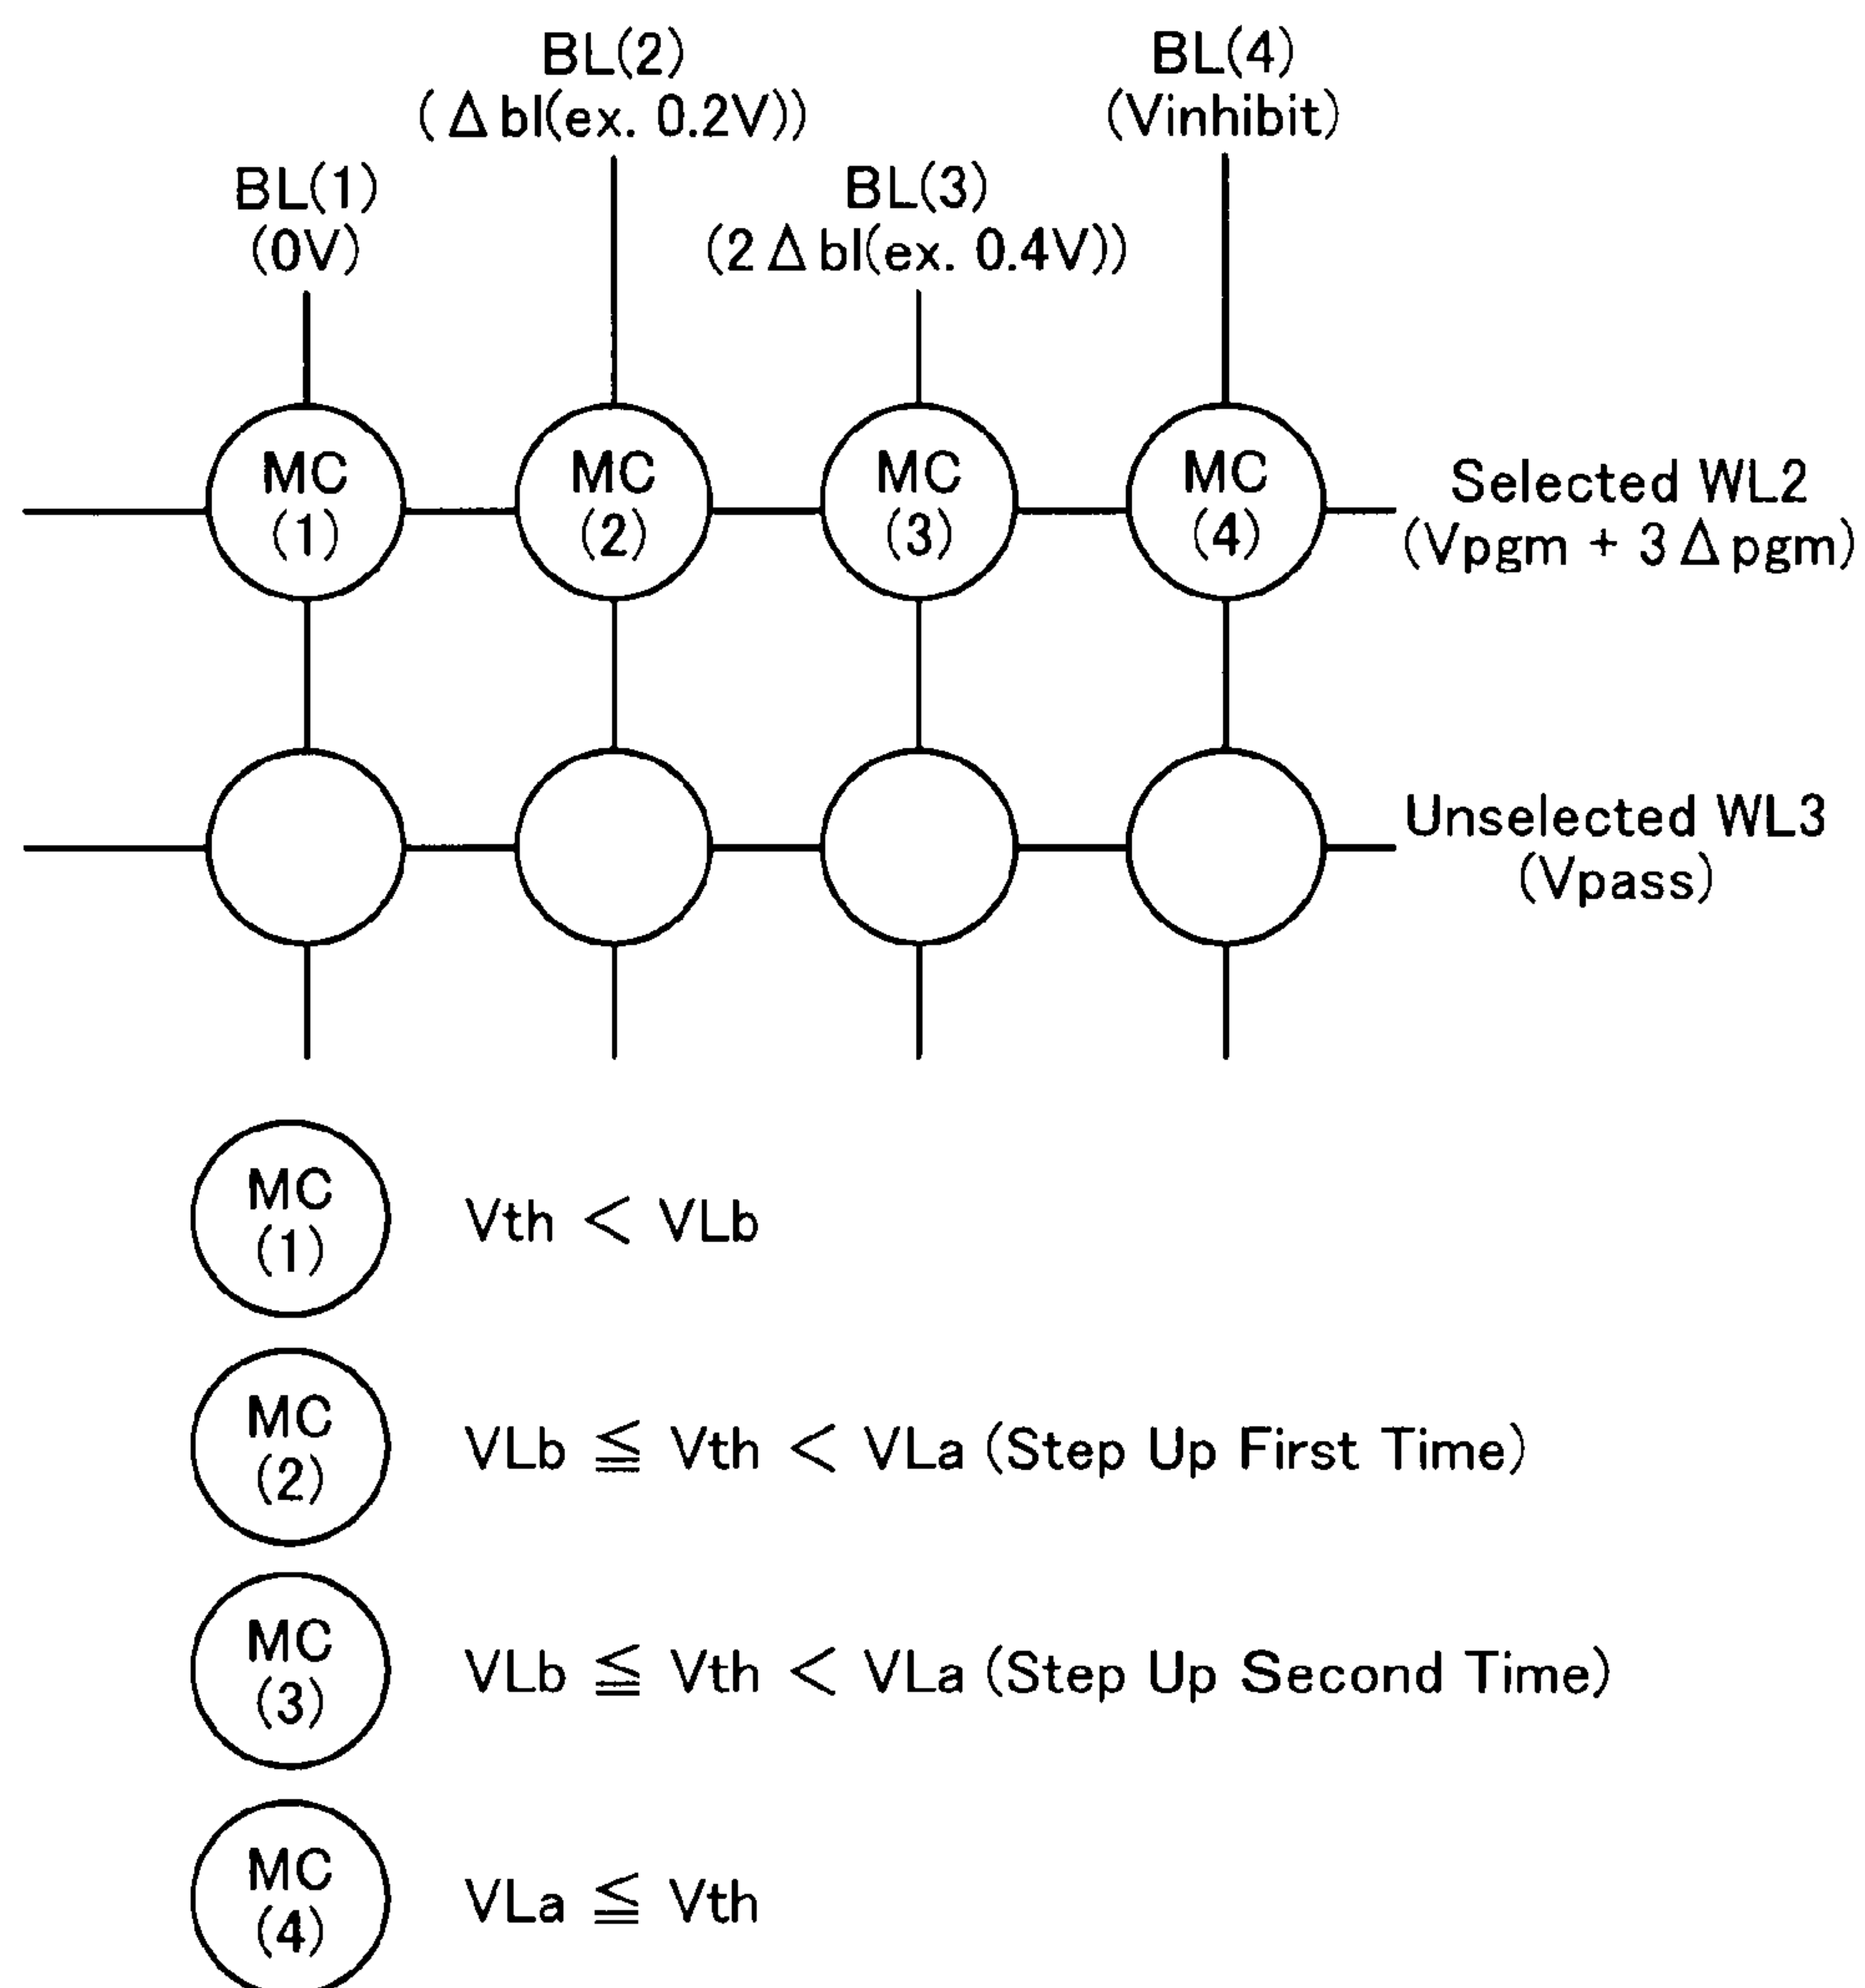 BL(2)
(Δbl(ex. 0.2V))
BL(4)
(Vinhibit)
BL(1)
(0V)
BL(3)
(2Δbl(ex. 0.4V))
MC
(1)
MC
(2)
MC
(3)
MC
(4)
Selected WL2
(Vpgm + 3Δpgm)
Unselected WL3
(Vpass)
MC
(1)
Vth < VLb
MC
(2)
VLb ≦ Vth < VLa (Step Up First Time)
MC
(3)
VLb ≦ Vth < VLa (Step Up Second Time)
MC
(4)
VLa ≦ Vth